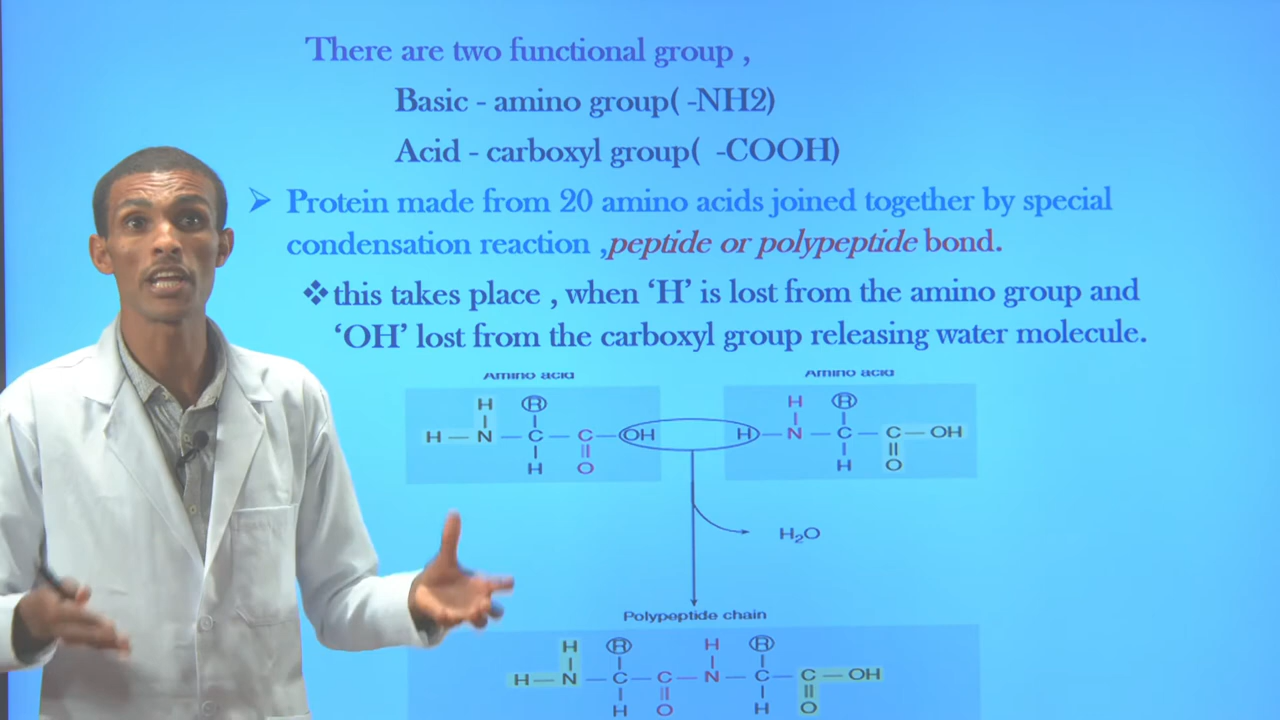 There are two functional group ,
Basic - amino group( -NH2)
Acid - carboxyl group(  -COOH)
➢ Protein made from 20 amino acids joined together by special
condensation reaction ,peptide or polypeptide bond.
❖ this takes place , when ‘H’ is lost from the amino group and
‘OH’ lost from the carboxyl group releasing water molecule.
Amino acid
Amino acid
H R
H — N — C — C — OH
H O
H R
H — N — C — C — OH
H O
H₂O
Polypeptide chain
H R H R
H — N — C — C — N — C — C — OH
H O H O